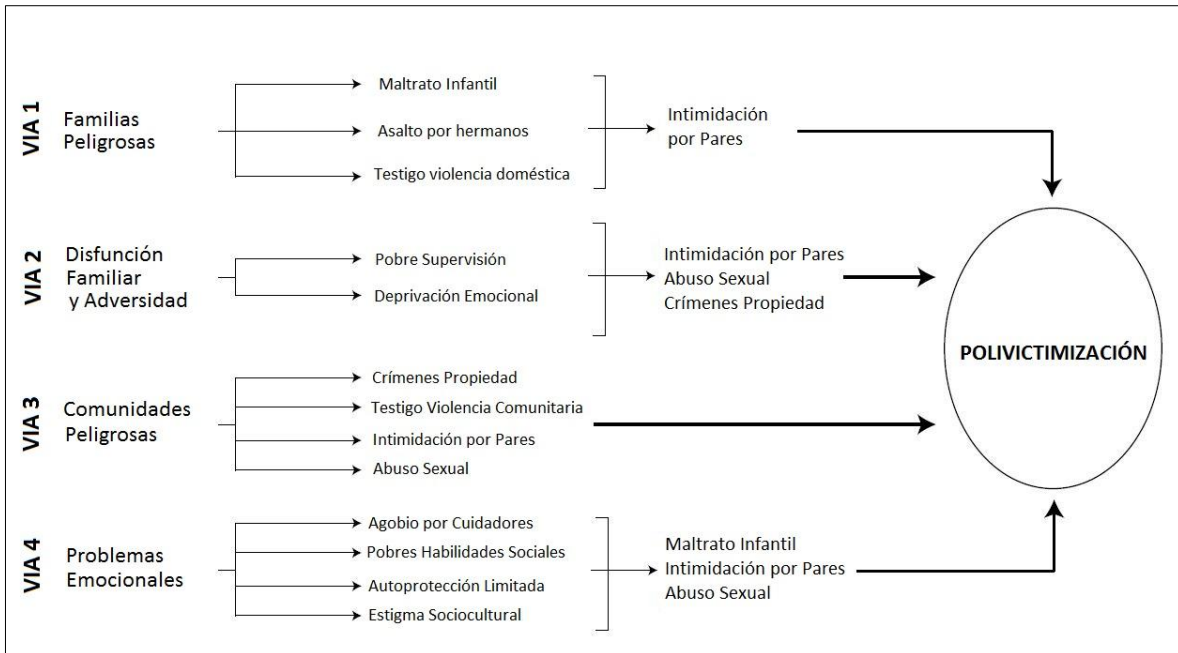 VIA 1
Familias
Peligrosas
Maltrato Infantil
Asalto por hermanos
Testigo violencia doméstica
Intimidación
por Pares
VIA 2
Disfunción
Familiar
y Adversidad
Pobre Supervisión
Deprivación Emocional
Intimidación por Pares
Abuso Sexual
Crímenes Propiedad
VIA 3
Comunidades
Peligrosas
Crímenes Propiedad
Testigo Violencia Comunitaria
Intimidación por Pares
Abuso Sexual
VIA 4
Problemas
Emocionales
Agobio por Cuidadores
Pobres Habilidades Sociales
Autoprotección Limitada
Estigma Sociocultural
Maltrato Infantil
Intimidación por Pares
Abuso Sexual
POLIVICTIMIZACIÓN